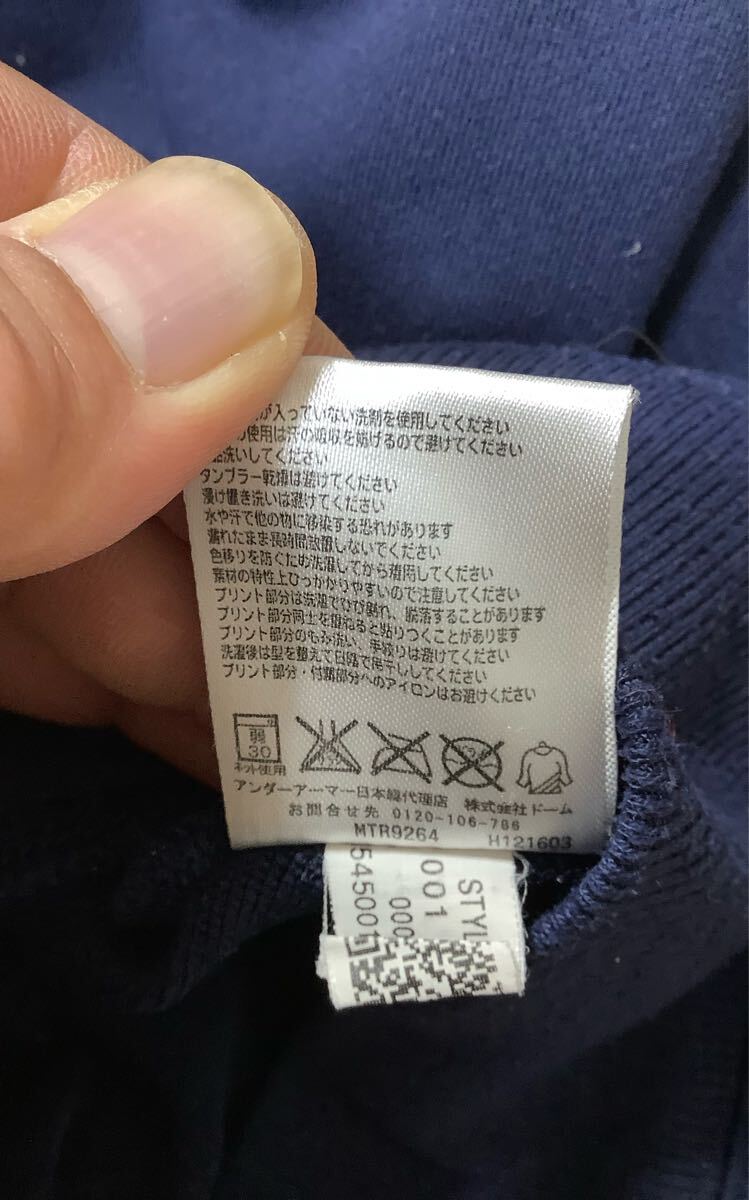 が入っていない洗剤を使用してください
の使用は汗の吸収を妨げるので避けてください
洗いしてください
タンブラー乾燥は避けてください
浸け置き洗いは避けてください
水や汗で他の物に移染する恐れがあります
濡れたまま長時間放置しないでください
色移りを防ぐため洗濯してから着用してください
素材の特性上ひっかかりやすいので注意してください
プリント部分は洗濯でひび割れ、脱落することがあります
プリント部分同士を重ねると貼りつくことがあります
プリント部分のもみ洗い、手絞りは避けてください
洗濯後は型を整えて日陰で吊干ししてください
プリント部分・付属部分へのアイロンはお避けください
弱
30
ネット使用
アンダーアーマー日本総代理店 株式会社ドーム
お問合せ先 0120-106-786
MTR9264 H121603
STYL
001
000
545001